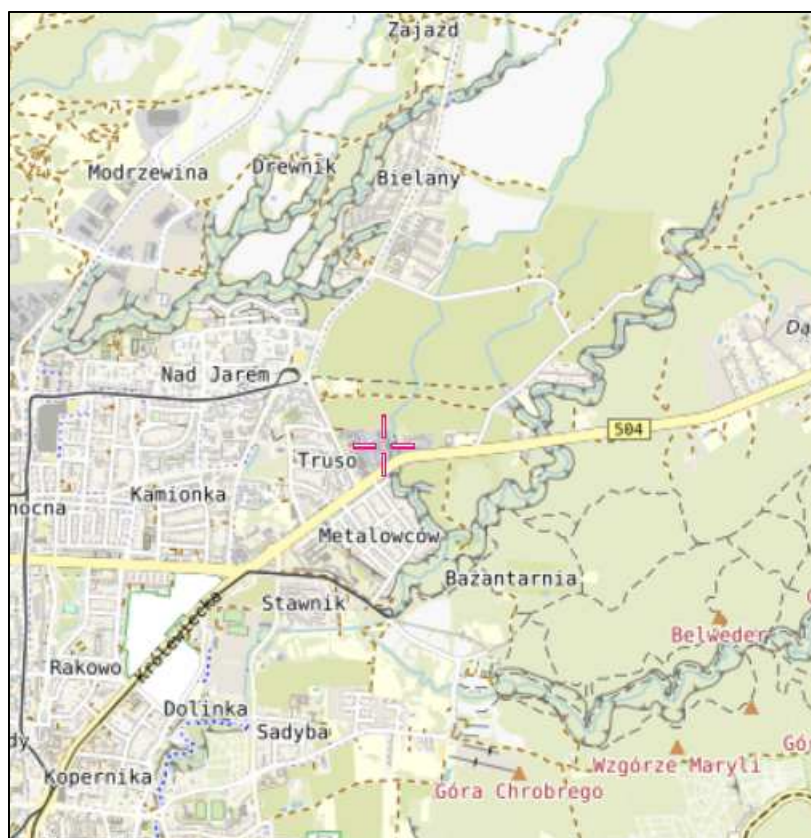 Zajazd
Modrzewina
Drewnik
Bielany
Nad Jarem
504
Truso
Kamionka
nocna
Metalowców
Bażantarnia
Stawnik
Królewiecka
Belweder
Rakowo
Dolinka
Sadyba
Wzgórze Maryli
Kopernika
Góra Chrobrego